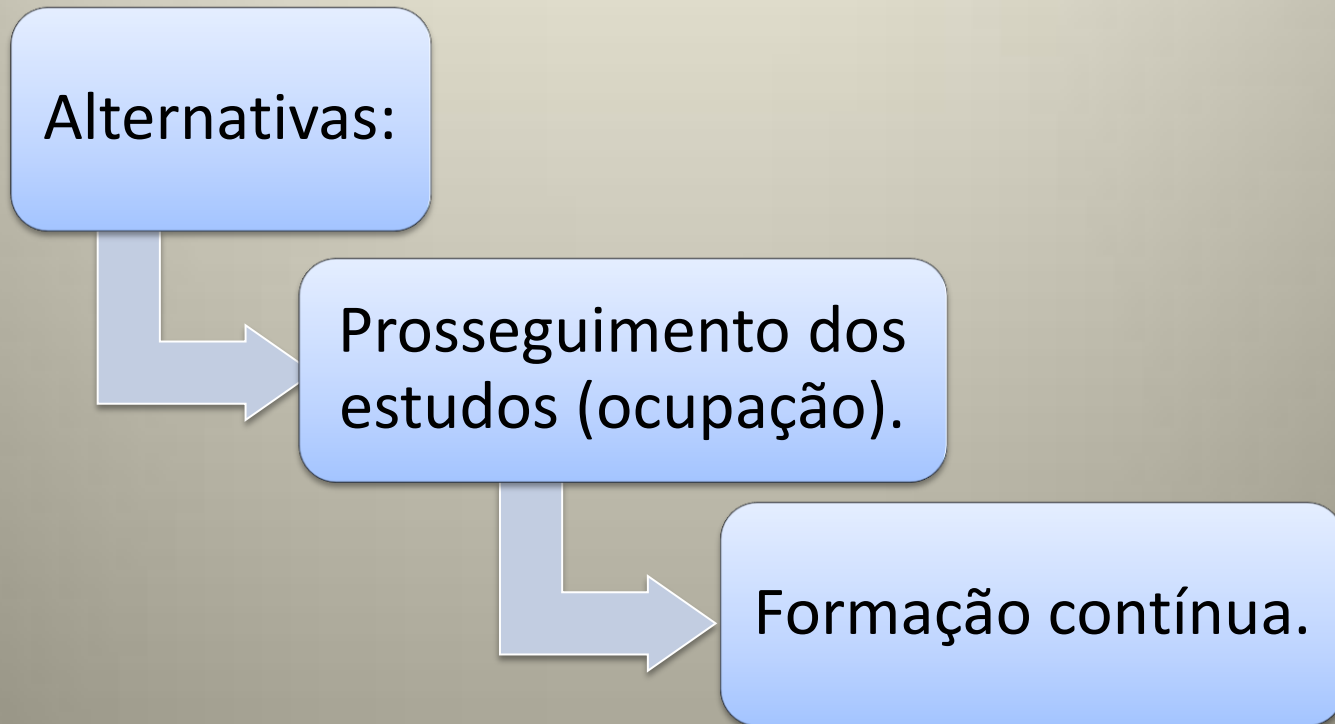 Alternativas:
Prosseguimento dos
estudos (ocupação).
Formação contínua.